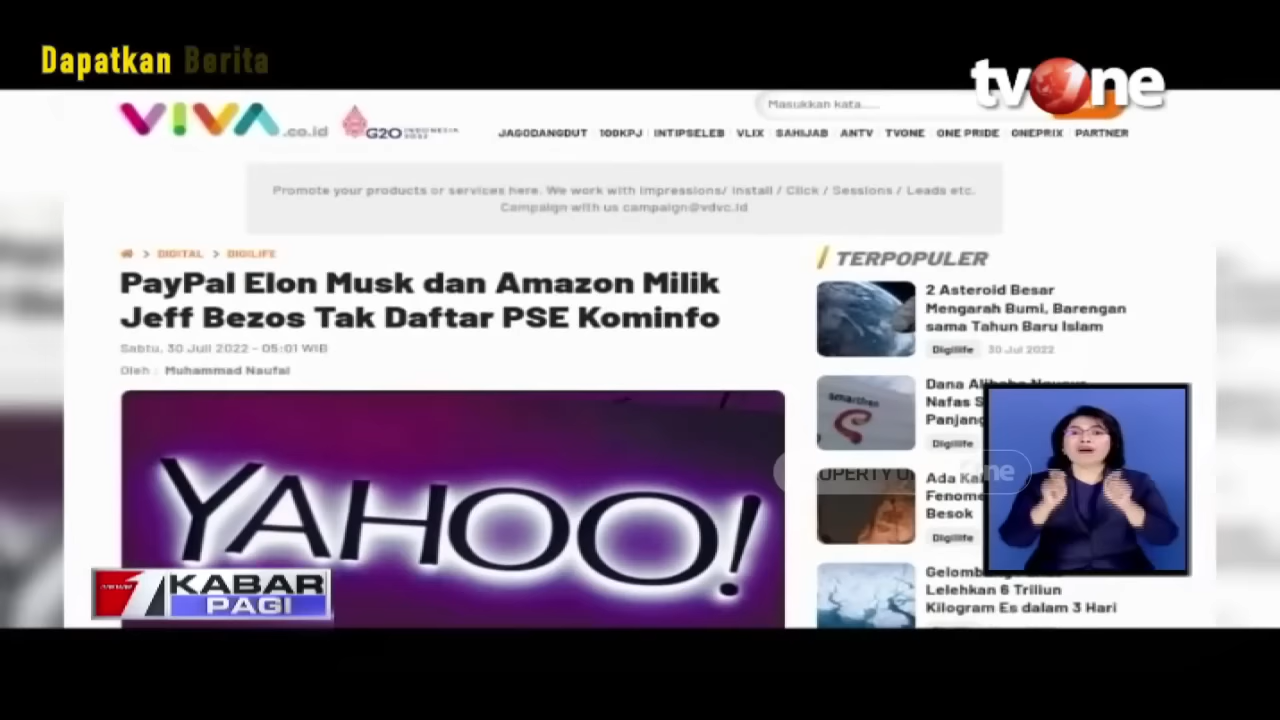 Dapatkan Berita
tvOne
VIVA.co.id
G20 INDONESIA 2022
Masukkan kata.....
JAGODANGDUT 100KPJ INTIPSELEB VLIX SAHIJAB ANTV TVONE ONE PRIDE ONEPRIX PARTNER
Promote your products or services here. We work with Impressions/ Install / Click / Sessions / Leads etc.
Campaign with us campaign@vdvc.id
> DIGITAL > DIGILIFE
PayPal Elon Musk dan Amazon Milik
Jeff Bezos Tak Daftar PSE Kominfo
Sabtu, 30 Juli 2022 - 05:01 WIB
Oleh : Muhammad Naufal
YAHOO!
TERPOPULER
2 Asteroid Besar
Mengarah Bumi, Barengan
sama Tahun Baru Islam
Digilife 30 Jul 2022
smartfren
Dana Alibaba
Nafas
Panjang
Digilife
Ada
Fenome
Besok
Digilife
Lelehkan 6 Triliun
Kilogram Es dalam 3 Hari
KABAR
PAGI